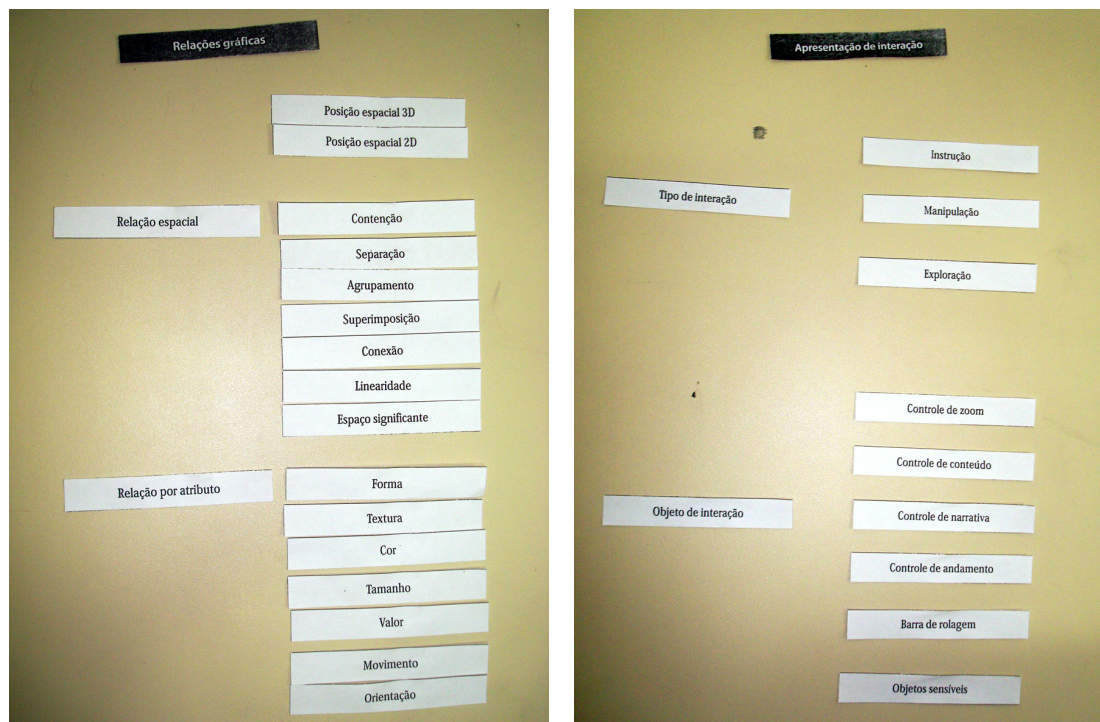 Relações gráficas
Posição espacial 3D
Posição espacial 2D
Relação espacial
Contenção
Separação
Agrupamento
Superimposição
Conexão
Linearidade
Espaço significante
Relação por atributo
Forma
Textura
Cor
Tamanho
Valor
Movimento
Orientação
Apresentação de interação
Instrução
Tipo de interação
Manipulação
Exploração
Controle de zoom
Controle de conteúdo
Objeto de interação
Controle de narrativa
Controle de andamento
Barra de rolagem
Objetos sensíveis